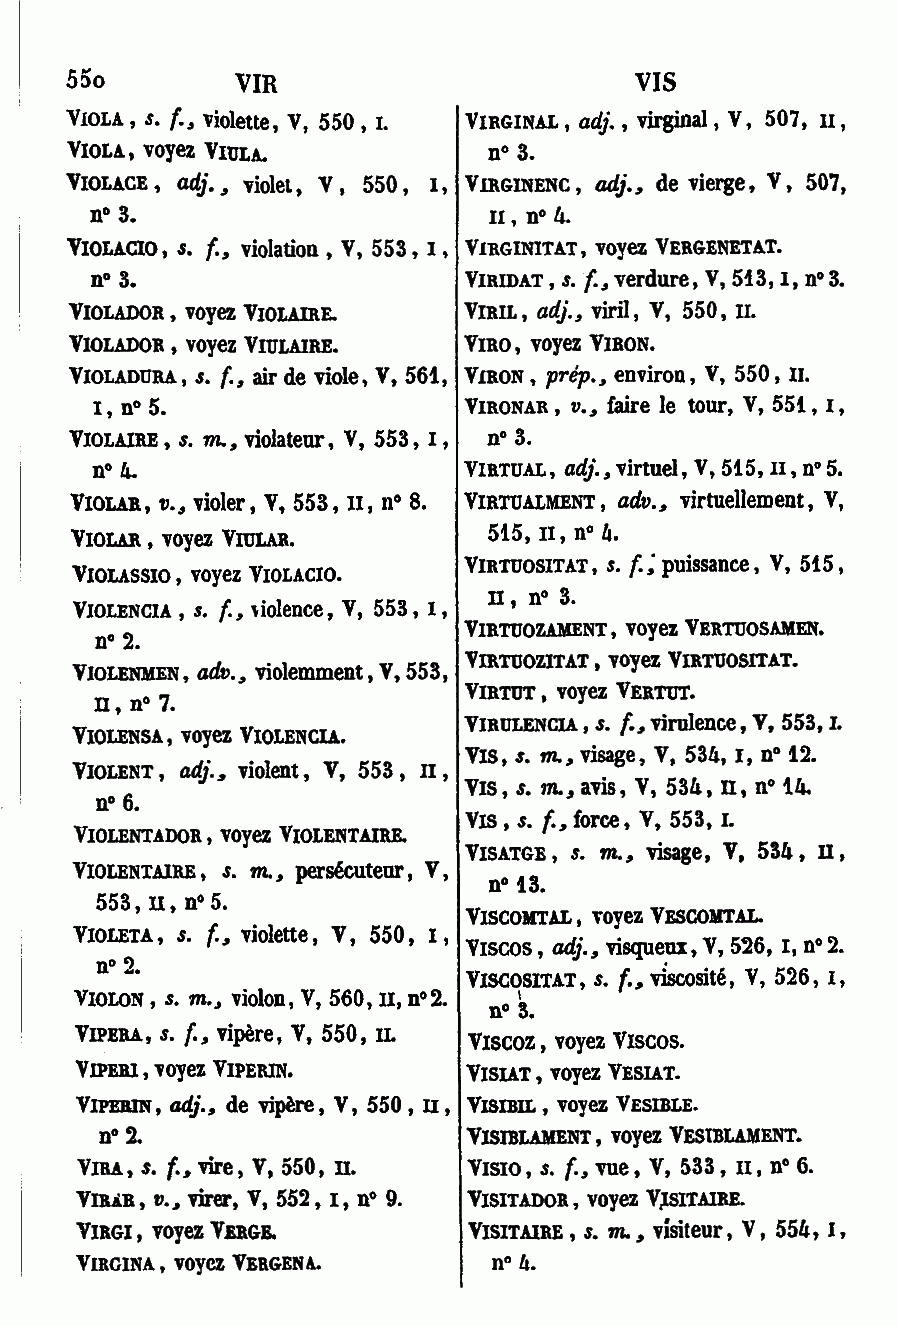 550 VIR VIS
VIOLA, s. f., violette, V, 550, I.
VIOLA, voyez VIULA.
VIOLACE, adj., violet, V, 550, I,
n° 3.
VIOLACIO, s. f., violation, V, 553, I,
n° 3.
VIOLADOR, voyez VIOLAIRE.
VIOLADOR, voyez VIULAIRE.
VIOLADURA, s. f., air de viole, V, 561,
I, n° 5.
VIOLAIRE, s. m., violateur, V, 553, I,
n° 4.
VIOLAR, v., violer, V, 553, II, n° 8.
VIOLAR, voyez VIULAR.
VIOLASSIO, voyez VIOLACIO.
VIOLENCIA, s. f., violence, V, 553, I,
n° 2.
VIOLENMEN, adv., violemment, V, 553,
II, n° 7.
VIOLENSA, voyez VIOLENCIA.
VIOLENT, adj., violent, V, 553, II,
n° 6.
VIOLENTADOR, voyez VIOLENTAIRE.
VIOLENTAIRE, s. m., persécuteur, V,
553, II, n° 5.
VIOLETA, s. f., violette, V, 550, I,
n° 2.
VIOLON, s. m., violon, V, 560, II, n° 2.
VIPERA, s. f., vipère, V, 550, II.
VIPERI, voyez VIPERIN.
VIPERIN, adj., de vipère, V, 550, II,
n° 2.
VIRA, s. f., vire, V, 550, II.
VIRAR, v., virer, V, 552, I, n° 9.
VIRGI, voyez VERGE.
VIRGINA, voyez VERGENA.
VIRGINAL, adj., virginal, V, 507, II,
n° 3.
VIRGINENC, adj., de vierge, V, 507,
II, n° 4.
VIRGINITAT, voyez VERGENETAT.
VIRIDAT, s. f., verdure, V, 513, I, n° 3.
VIRIL, adj., viril, V, 550, II.
VIRO, voyez VIRON.
VIRON, prép., environ, V, 550, II.
VIRONAR, v., faire le tour, V, 551, I,
n° 3.
VIRTUAL, adj., virtuel, V, 515, II, n° 5.
VIRTUALMENT, adv., virtuellement, V,
515, II, n° 4.
VIRTUOSITAT, s. f., puissance, V, 515,
II, n° 3.
VIRTUOZAMENT, voyez VERTUOSAMEN.
VIRTUOZITAT, voyez VIRTUOSITAT.
VIRTUT, voyez VERTUT.
VIRULENCIA, s. f., virulence, V, 553, I.
VIS, s. m., visage, V, 534, I, n° 12.
VIS, s. m., avis, V, 534, II, n° 14.
VIS, s. f., force, V, 553, I.
VISATGE, s. m., visage, V, 534, II,
n° 13.
VISCOMTAL, voyez VESCOMTAL.
VISCOS, adj., visqueux, V, 526, I, n° 2.
VISCOSITAT, s. f., viscosité, V, 526, I,
n° 3.
VISCOZ, voyez VISCOS.
VISIAT, voyez VESIAT.
VISIBIL, voyez VESIBLE.
VISIBLAMENT, voyez VESIBLAMENT.
VISIO, s. f., vue, V, 533, II, n° 6.
VISITADOR, voyez VISITAIRE.
VISITAIRE, s. m., visiteur, V, 554, I,
n° 4.